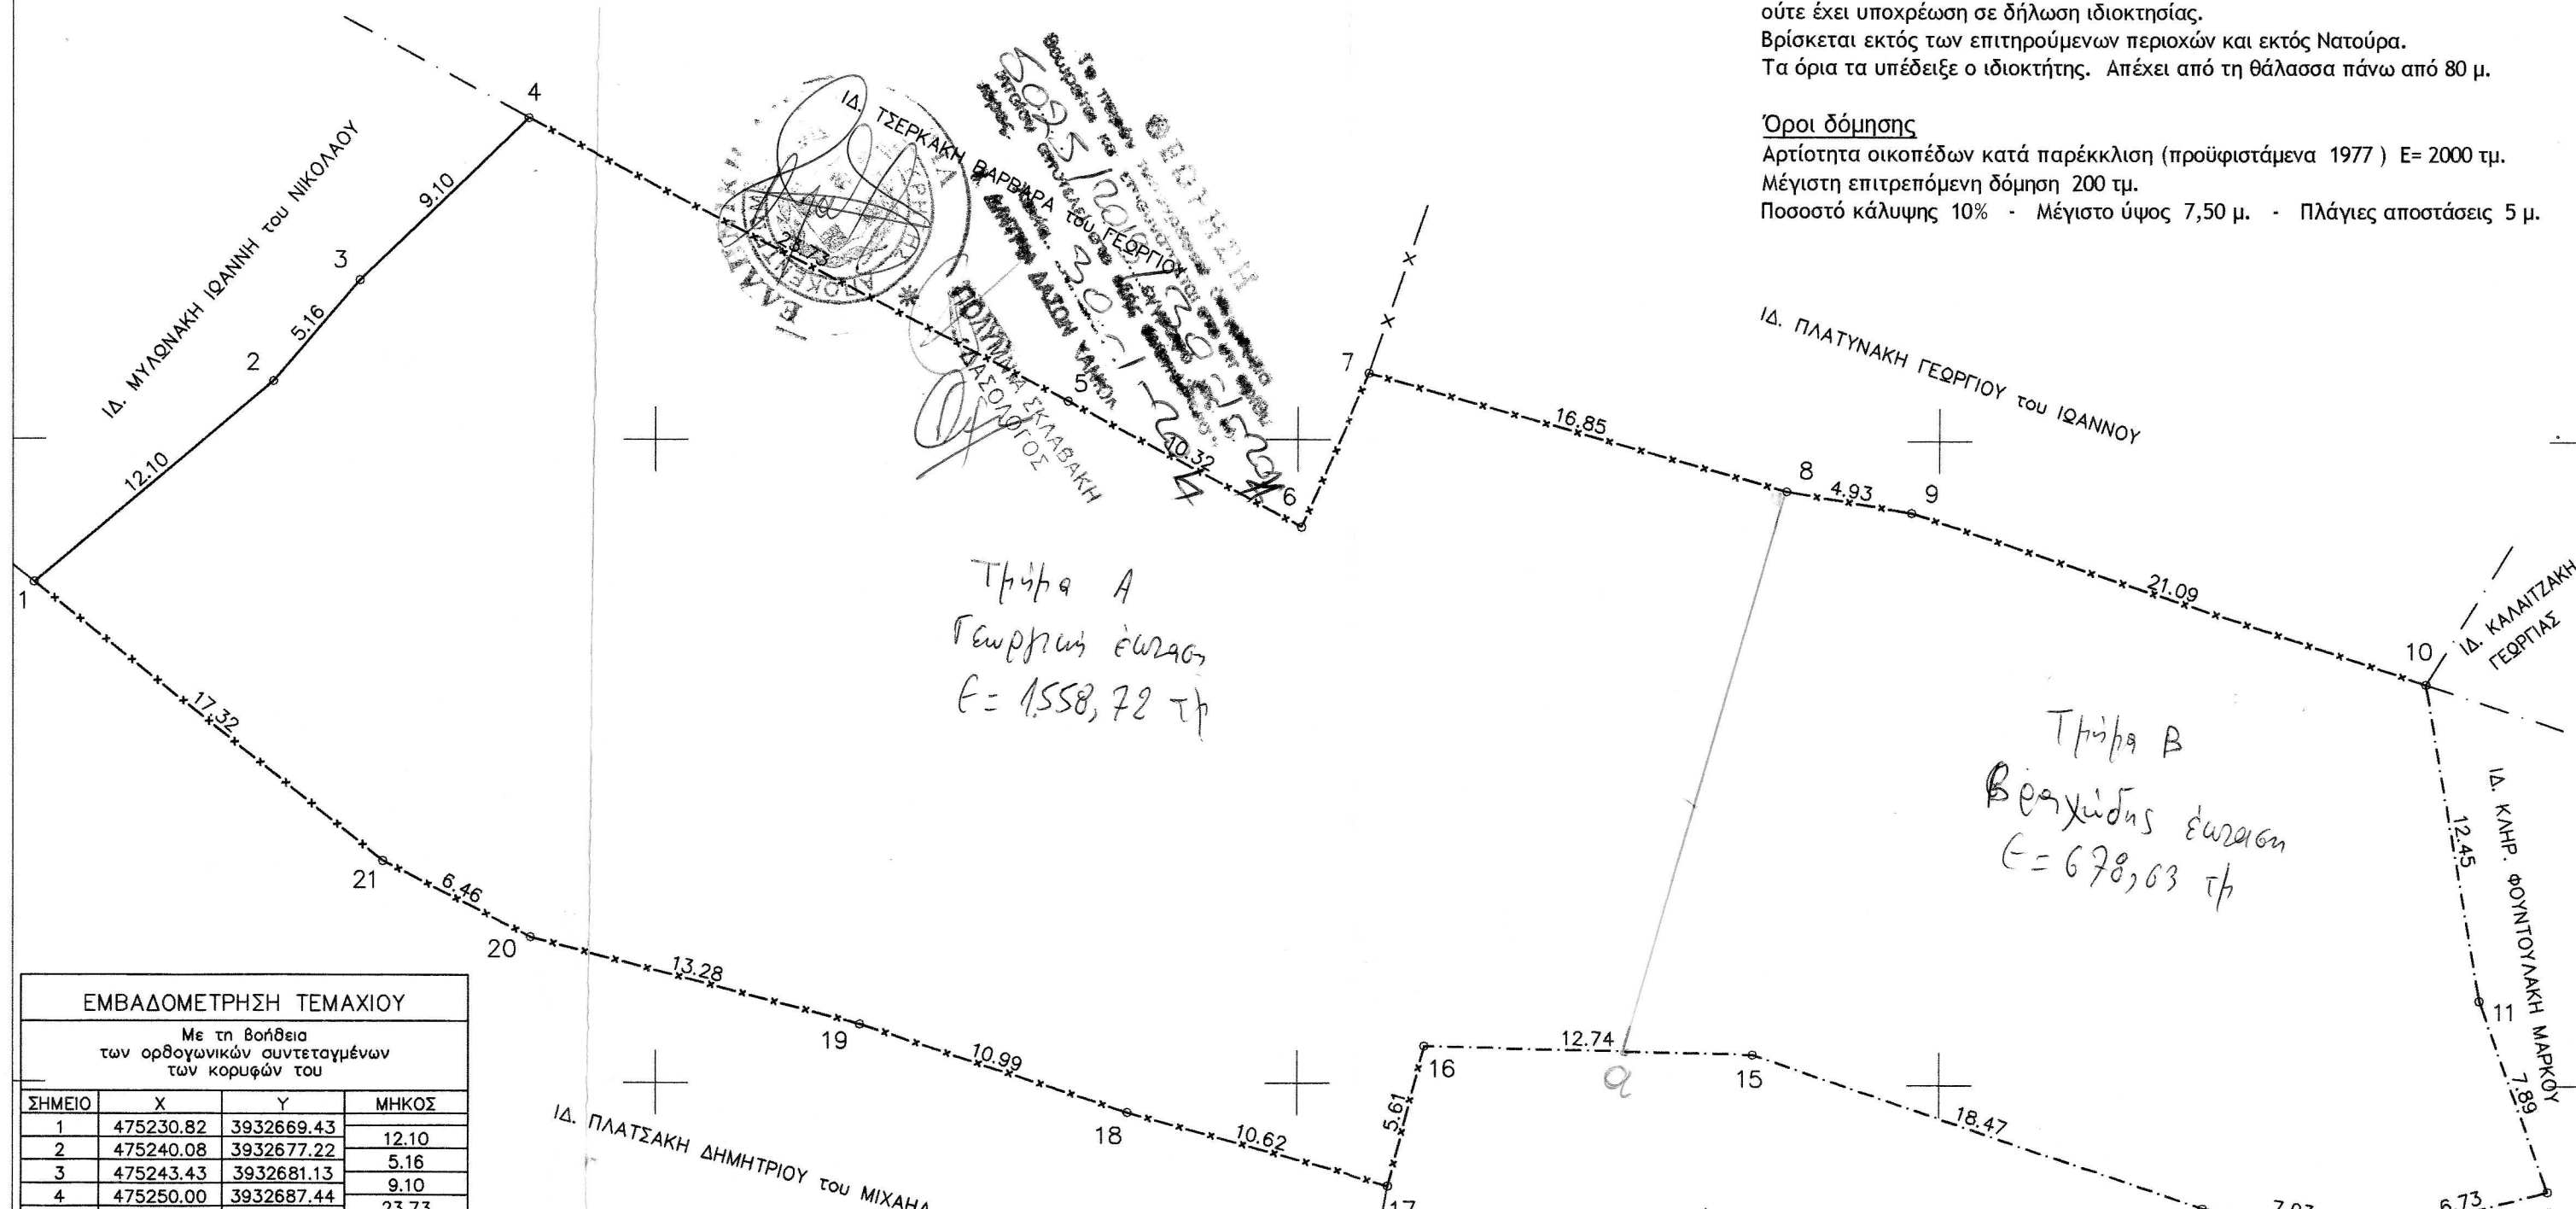 ούτε έχει υποχρέωση σε δήλωση ιδιοκτησίας.
Βρίσκεται εκτός των επιτηρούμενων περιοχών και εκτός Νατούρα.
Τα όρια τα υπέδειξε ο ιδιοκτήτης. Απέχει από τη θάλασσα πάνω από 80 μ.
Όροι δόμησης
Αρτίοτητα οικοπέδων κατά παρέκκλιση (προϋφιστάμενα 1977 ) Ε= 2000 τμ.
Μέγιστη επιτρεπόμενη δόμηση 200 τμ.
Ποσοστό κάλυψης 10% - Μέγιστο ύψος 7,50 μ. - Πλάγιες αποστάσεις 5 μ.
4
ΙΔ. ΜΥΛΩΝΑΚΗ ΙΩΑΝΝΗ του ΝΙΚΟΛΑΟΥ
9.10
3
5.16
2
12.10
1
ΙΔ. ΤΣΕΡΚΑΚΗ ΒΑΡΒΑΡΑ του ΓΕΩΡΓΙΟΥ
23.73
ΘΕΩΡΗΣΗ
ΠΟΛΥΜΝΙΑ ΣΚΛΑΒΑΚΗ
ΔΑΣΟΛΟΓΟΣ
5
10.32
6
7
16.85
ΙΔ. ΠΛΑΤΥΝΑΚΗ ΓΕΩΡΓΙΟΥ του ΙΩΑΝΝΟΥ
8
4.93
9
21.09
10
ΙΔ. ΚΑΛΑΙΤΖΑΚΗ
ΓΕΩΡΓΙΑΣ
Τμήμα Α
Γεωργική έκταση
Ε= 1558,72 τμ
Τμήμα Β
Βραχώδης έκταση
Ε= 678,63 τμ
12.45
ΙΔ. ΚΛΗΡ. ΦΟΥΝΤΟΥΛΑΚΗ ΜΑΡΚΟΥ
11
7.89
17.32
21
6.46
20
13.28
19
10.99
18
10.62
17
5.61
16
12.74
α
15
18.47
7.93
6.73
ΙΔ. ΠΛΑΤΣΑΚΗ ΔΗΜΗΤΡΙΟΥ του ΜΙΧΑΗΛ
ΕΜΒΑΔΟΜΕΤΡΗΣΗ ΤΕΜΑΧΙΟΥ
Με τη βοήθεια
των ορθογωνικών συντεταγμένων
των κορυφών του
ΣΗΜΕΙΟ Χ Υ ΜΗΚΟΣ
1 475230.82 3932669.43
12.10
2 475240.08 3932677.22
5.16
3 475243.43 3932681.13
9.10
4 475250.00 3932687.44
23.73